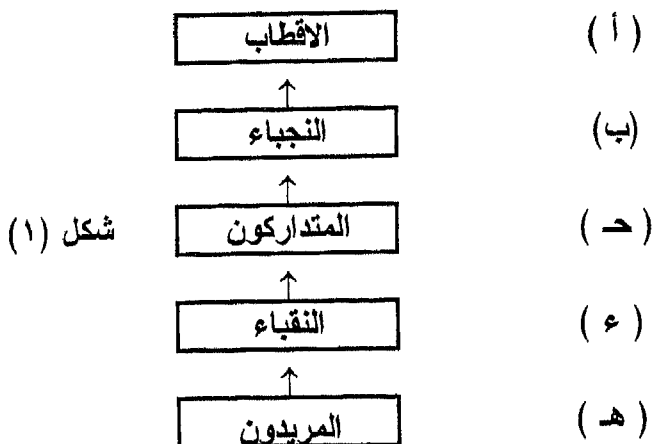 ( أ ) الاقطاب
(ب) النجباء
( حـ ) المتداركون شكل (١)
( ء ) النقباء
( هـ ) المريدون